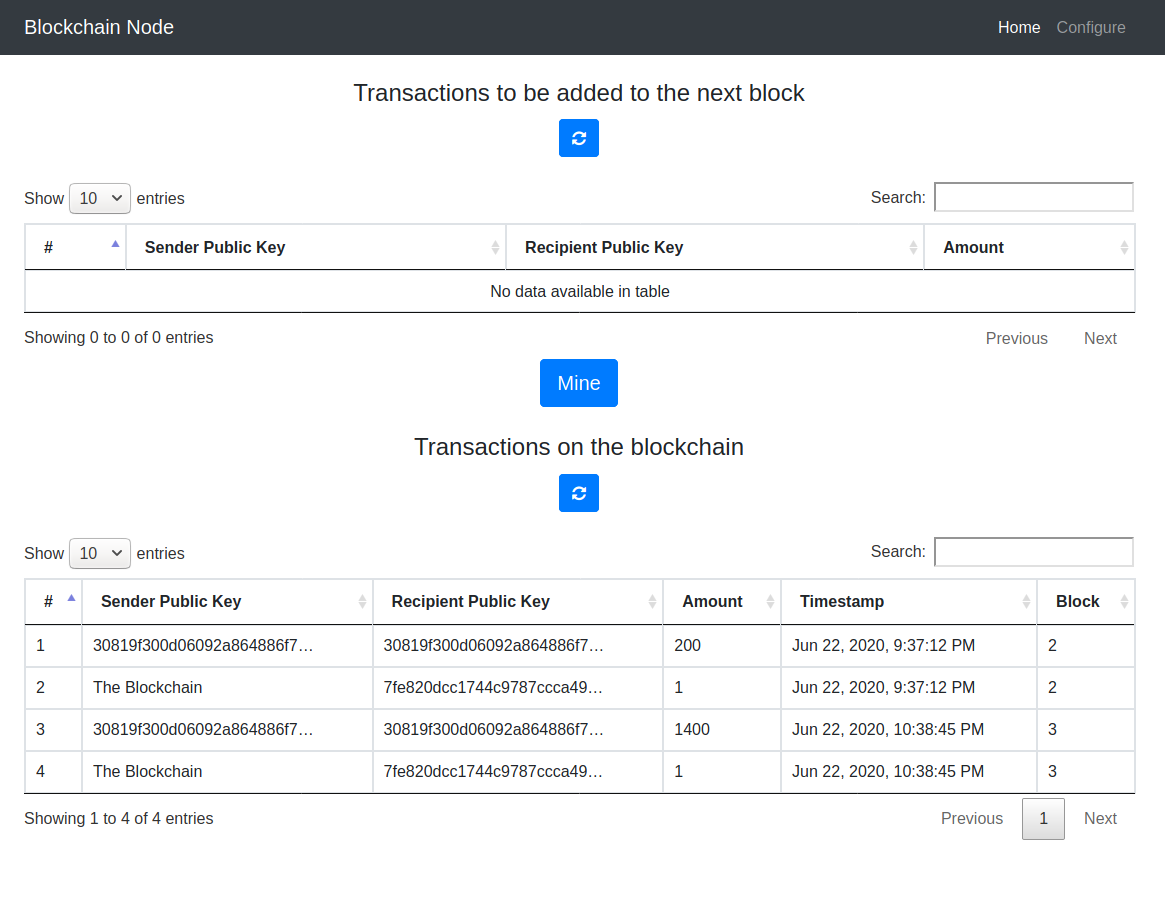 Blockchain Node Home Configure
Transactions to be added to the next block
Show 10 entries Search:
# Sender Public Key Recipient Public Key Amount
No data available in table
Showing 0 to 0 of 0 entries Previous Next
Mine
Transactions on the blockchain
Show 10 entries Search:
# Sender Public Key Recipient Public Key Amount Timestamp Block
1 30819f300d06092a864886f7… 30819f300d06092a864886f7… 200 Jun 22, 2020, 9:37:12 PM 2
2 The Blockchain 7fe820dcc1744c9787ccca49… 1 Jun 22, 2020, 9:37:12 PM 2
3 30819f300d06092a864886f7… 30819f300d06092a864886f7… 1400 Jun 22, 2020, 10:38:45 PM 3
4 The Blockchain 7fe820dcc1744c9787ccca49… 1 Jun 22, 2020, 10:38:45 PM 3
Showing 1 to 4 of 4 entries Previous 1 Next